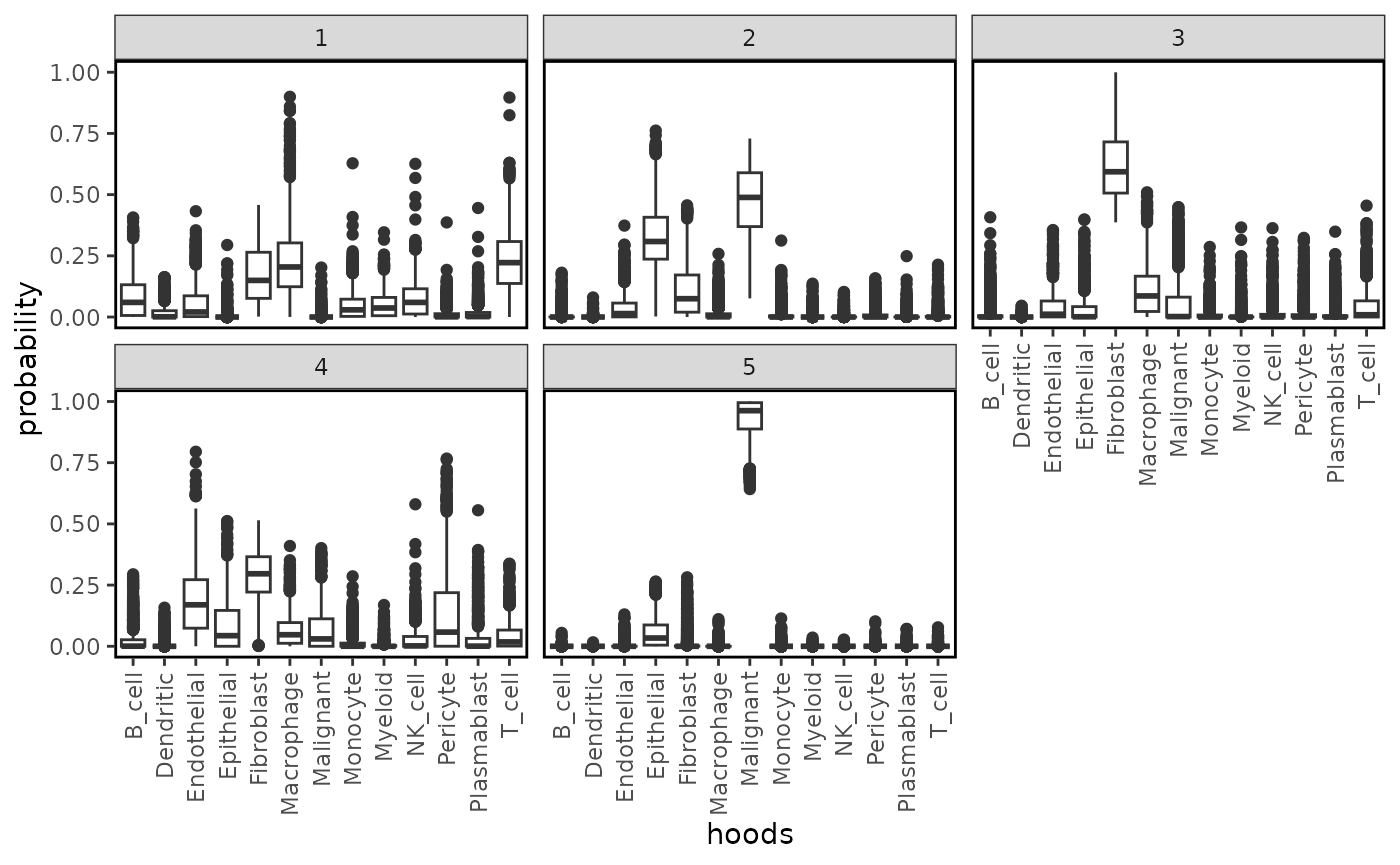 1
2
3
1.00
0.75
0.50
0.25
0.00
B_cell
Dendritic
Endothelial
Epithelial
Fibroblast
Macrophage
Malignant
Monocyte
Myeloid
NK_cell
Pericyte
Plasmablast
T_cell
probability
4
5
1.00
0.75
0.50
0.25
0.00
B_cell
Dendritic
Endothelial
Epithelial
Fibroblast
Macrophage
Malignant
Monocyte
Myeloid
NK_cell
Pericyte
Plasmablast
T_cell
B_cell
Dendritic
Endothelial
Epithelial
Fibroblast
Macrophage
Malignant
Monocyte
Myeloid
NK_cell
Pericyte
Plasmablast
T_cell
hoods